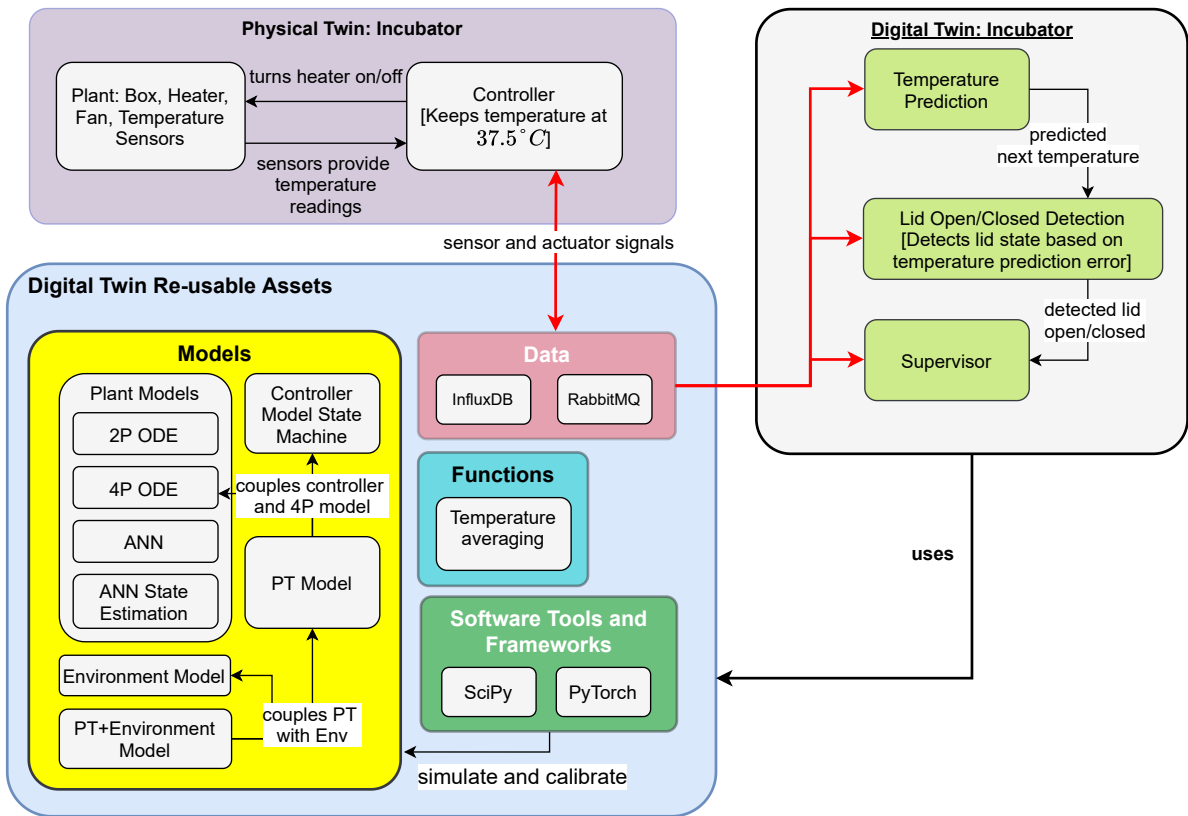 Physical Twin: Incubator
Plant: Box, Heater,
Fan, Temperature
Sensors
turns heater on/off
sensors provide
temperature
readings
Controller
[Keeps temperature at
37.5°C]
sensor and actuator signals
Digital Twin: Incubator
Temperature
Prediction
predicted
next temperature
Lid Open/Closed Detection
[Detects lid state based on
temperature prediction error]
detected lid
open/closed
Supervisor
uses
Digital Twin Re-usable Assets
Models
Plant Models
2P ODE
4P ODE
ANN
ANN State
Estimation
Controller
Model State
Machine
couples controller
and 4P model
PT Model
Environment Model
PT+Environment
Model
couples PT
with Env
Data
InfluxDB
RabbitMQ
Functions
Temperature
averaging
Software Tools and
Frameworks
SciPy
PyTorch
simulate and calibrate